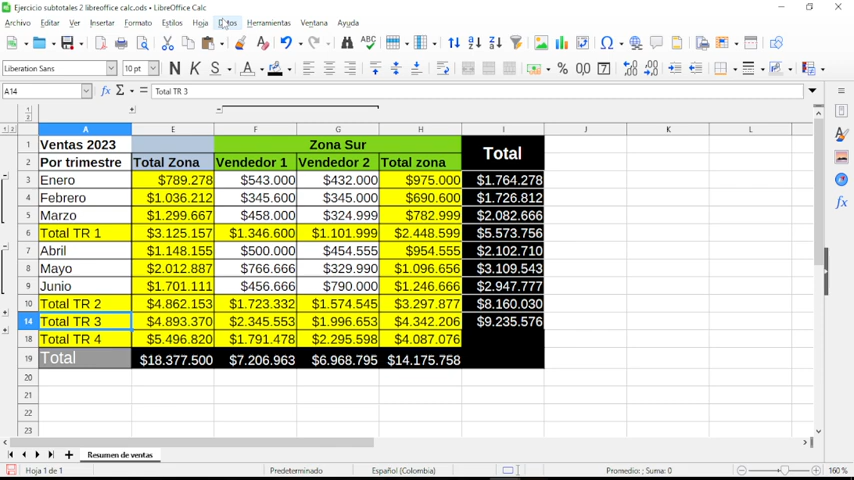 Ejercicio subtotales 2 libreoffice calc.ods • LibreOffice Calc
Archivo Editar Ver Insertar Formato Estilos Hoja Datos Herramientas Ventana Ayuda
Liberation Sans 10 pt N K S A % 0,0
A14 fx Σ = Total TR 3
A E F G H I J K L
1 Ventas 2023 Zona Sur Total
2 Por trimestre Total Zona Vendedor 1 Vendedor 2 Total zona
3 Enero $789.278 $543.000 $432.000 $975.000 $1.764.278
4 Febrero $1.036.212 $345.600 $345.000 $690.600 $1.726.812
5 Marzo $1.299.667 $458.000 $324.999 $782.999 $2.082.666
6 Total TR 1 $3.125.157 $1.346.600 $1.101.999 $2.448.599 $5.573.756
7 Abril $1.148.155 $500.000 $454.555 $954.555 $2.102.710
8 Mayo $2.012.887 $766.666 $329.990 $1.096.656 $3.109.543
9 Junio $1.701.111 $456.666 $790.000 $1.246.666 $2.947.777
10 Total TR 2 $4.862.153 $1.723.332 $1.574.545 $3.297.877 $8.160.030
14 Total TR 3 $4.893.370 $2.345.553 $1.996.653 $4.342.206 $9.235.576
18 Total TR 4 $5.496.820 $1.791.478 $2.295.598 $4.087.076
19 Total $18.377.500 $7.206.963 $6.968.795 $14.175.758
20
21
22
23
Resumen de ventas
Hoja 1 de 1 Predeterminado Español (Colombia) Promedio: ; Suma: 0 160 %